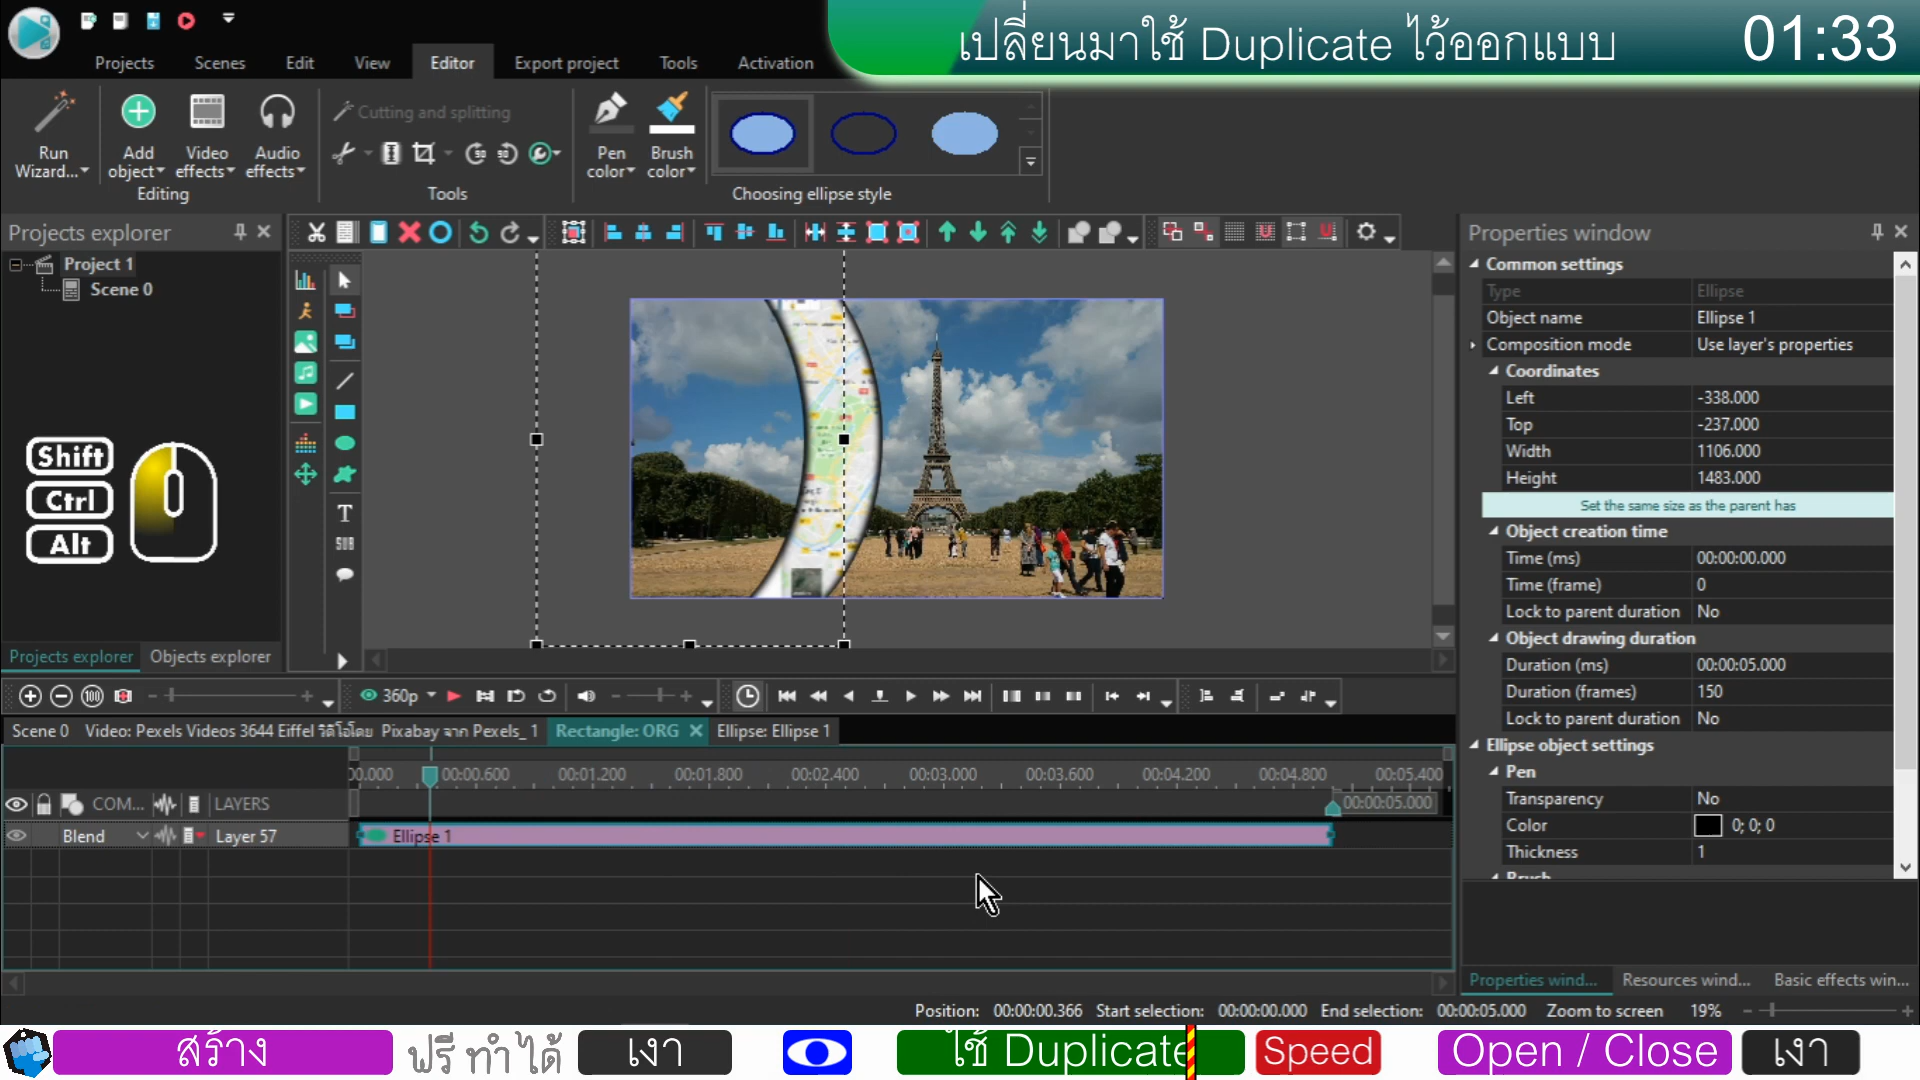 เปลี่ยนมาใช้ Duplicate ไว้ออกแบบ
01:33
Projects
Scenes
Edit
View
Editor
Export project
Tools
Activation
Run Wizard...
Add object
Video effects
Audio effects
Editing
Cutting and splitting
Tools
Pen color
Brush color
Choosing ellipse style
Projects explorer
Project 1
Scene 0
Shift
Ctrl
Alt
Projects explorer
Objects explorer
T
SUB
Properties window
Common settings
Type Ellipse
Object name Ellipse 1
Composition mode Use layer's properties
Coordinates
Left -338.000
Top -237.000
Width 1106.000
Height 1483.000
Set the same size as the parent has
Object creation time
Time (ms) 00:00:00.000
Time (frame) 0
Lock to parent duration No
Object drawing duration
Duration (ms) 00:00:05.000
Duration (frames) 150
Lock to parent duration No
Ellipse object settings
Pen
Transparency No
Color 0; 0; 0
Thickness 1
Brush
Properties wind...
Resources wind...
Basic effects win...
100
360p
Scene 0
Video: Pexels Videos 3644 Eiffel วิดีโอโดย Pixabay จาก Pexels_ 1
Rectangle: ORG
Ellipse: Ellipse 1
00.000 00:00.600 00:01.200 00:01.800 00:02.400 00:03.000 00:03.600 00:04.200 00:04.800 00:05.400
COM... LAYERS
00:00:05.000
Blend Layer 57
Ellipse 1
Position: 00:00:00.366 Start selection: 00:00:00.000 End selection: 00:00:05.000 Zoom to screen 19%
สร้าง
ฟรี ทำได้
เงา
ใช้ Duplicate
Speed
Open / Close
เงา